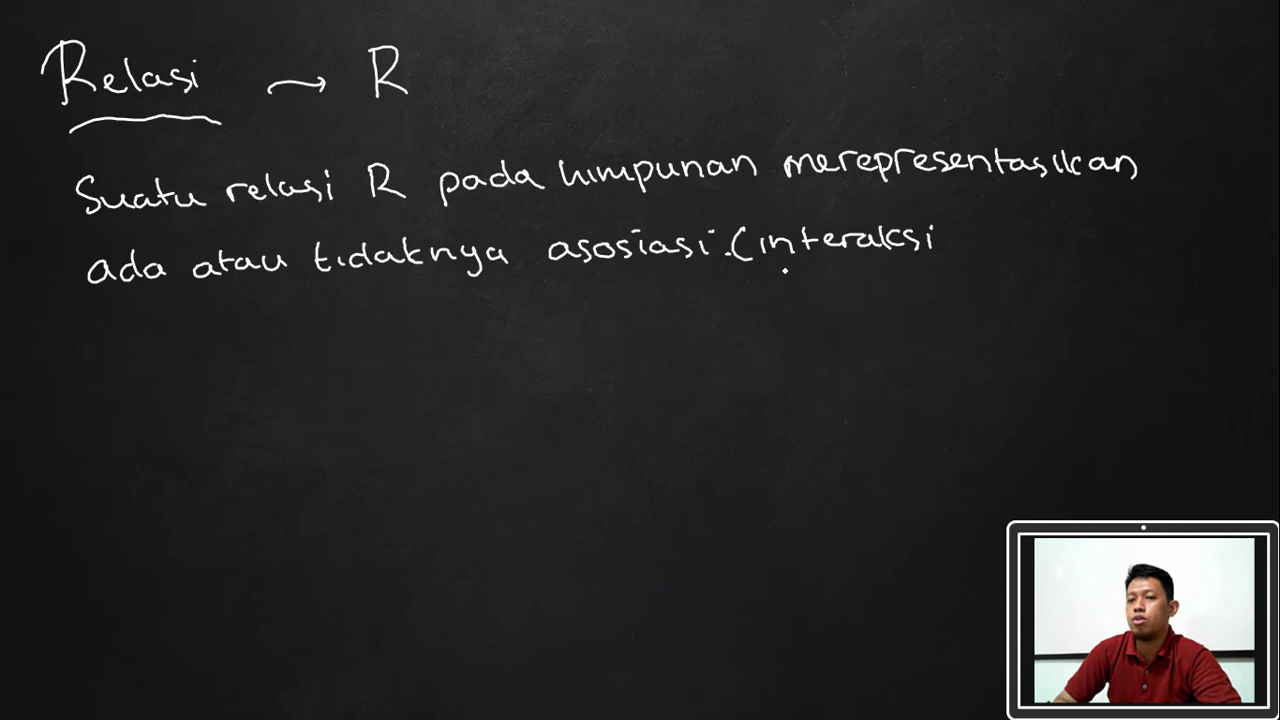 Relasi → R
Suatu relasi R pada himpunan merepresentasikan
ada atau tidaknya asosiasi.(interaksi